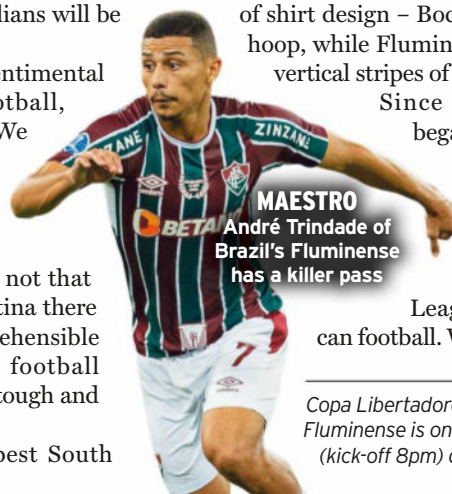 lians will be
entimental
otball,
We
not that
tina there
ehensible
football
tough and
best South
of shirt design – Boc
hoop, while Flumin
vertical stripes of
Since
bega
ZINZANE
BETA
7
MAESTRO
André Trindade of
Brazil's Fluminense
has a killer pass
Leag
can football. W
Copa Libertador
Fluminense is on
(kick-off 8pm) o